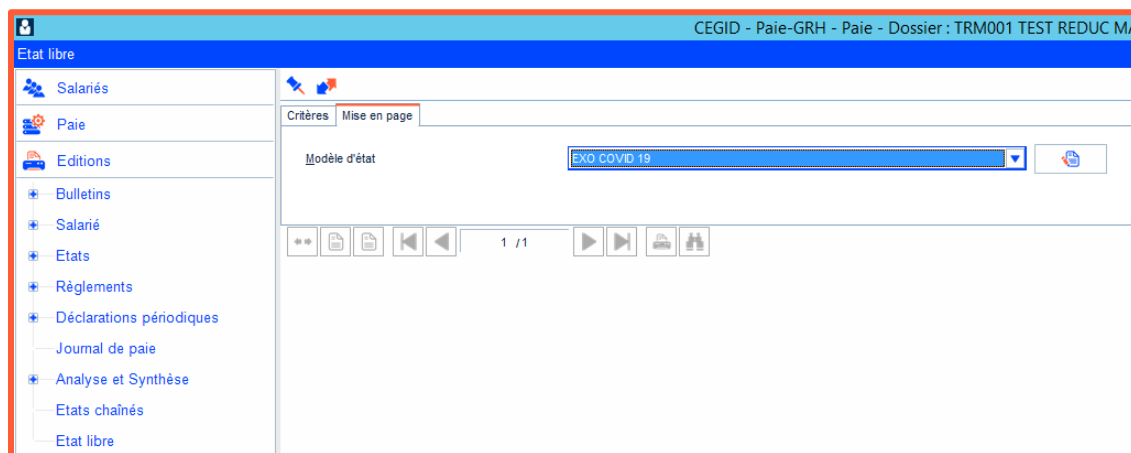 CEGID - Paie-GRH - Paie - Dossier : TRM001 TEST REDUC MA
Etat libre
Salariés
Paie
Editions
Bulletins
Salarié
Etats
Règlements
Déclarations périodiques
Journal de paie
Analyse et Synthèse
Etats chaînés
Etat libre
Critères Mise en page
Modèle d'état EXO COVID 19
1 / 1